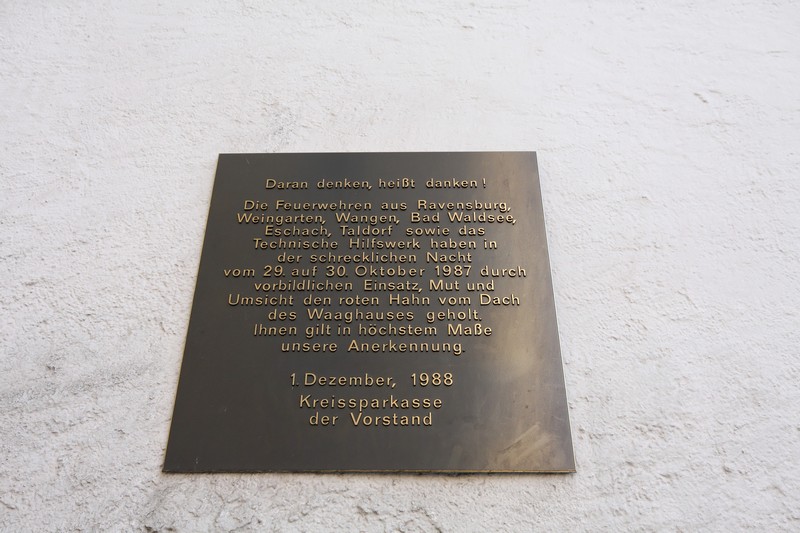 Daran denken, heißt danken!
Die Feuerwehren aus Ravensburg,
Weingarten, Wangen, Bad Waldsee,
Eschach, Taldorf sowie das
Technische Hilfswerk haben in
der schrecklichen Nacht
vom 29. auf 30. Oktober 1987 durch
vorbildlichen Einsatz, Mut und
Umsicht den roten Hahn vom Dach
des Waaghauses geholt.
Ihnen gilt in höchstem Maße
unsere Anerkennung.
1. Dezember, 1988
Kreissparkasse
der Vorstand